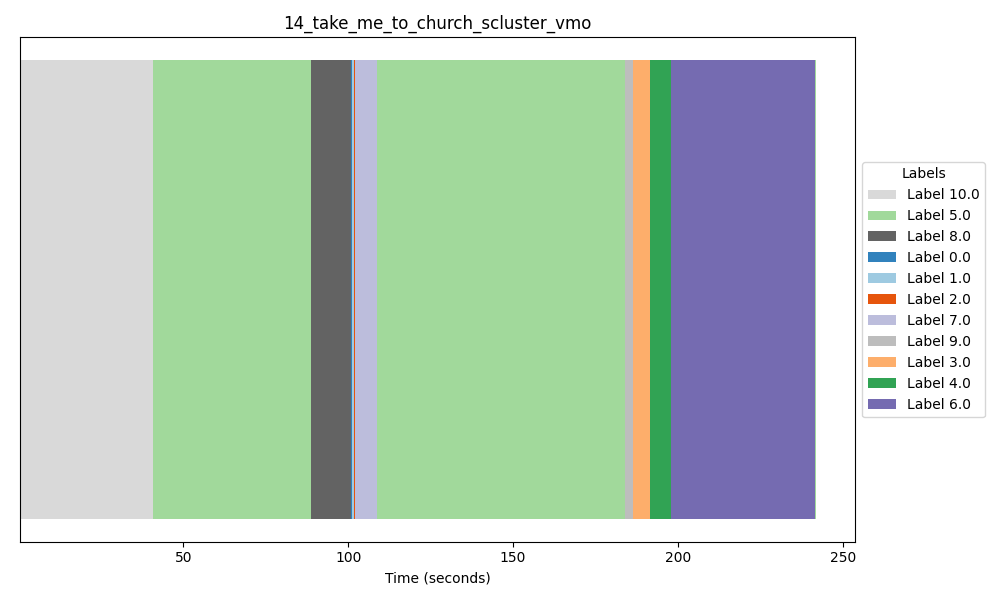 14_take_me_to_church_scluster_vmo
Labels
Label 10.0
Label 5.0
Label 8.0
Label 0.0
Label 1.0
Label 2.0
Label 7.0
Label 9.0
Label 3.0
Label 4.0
Label 6.0
50 100 150 200 250
Time (seconds)